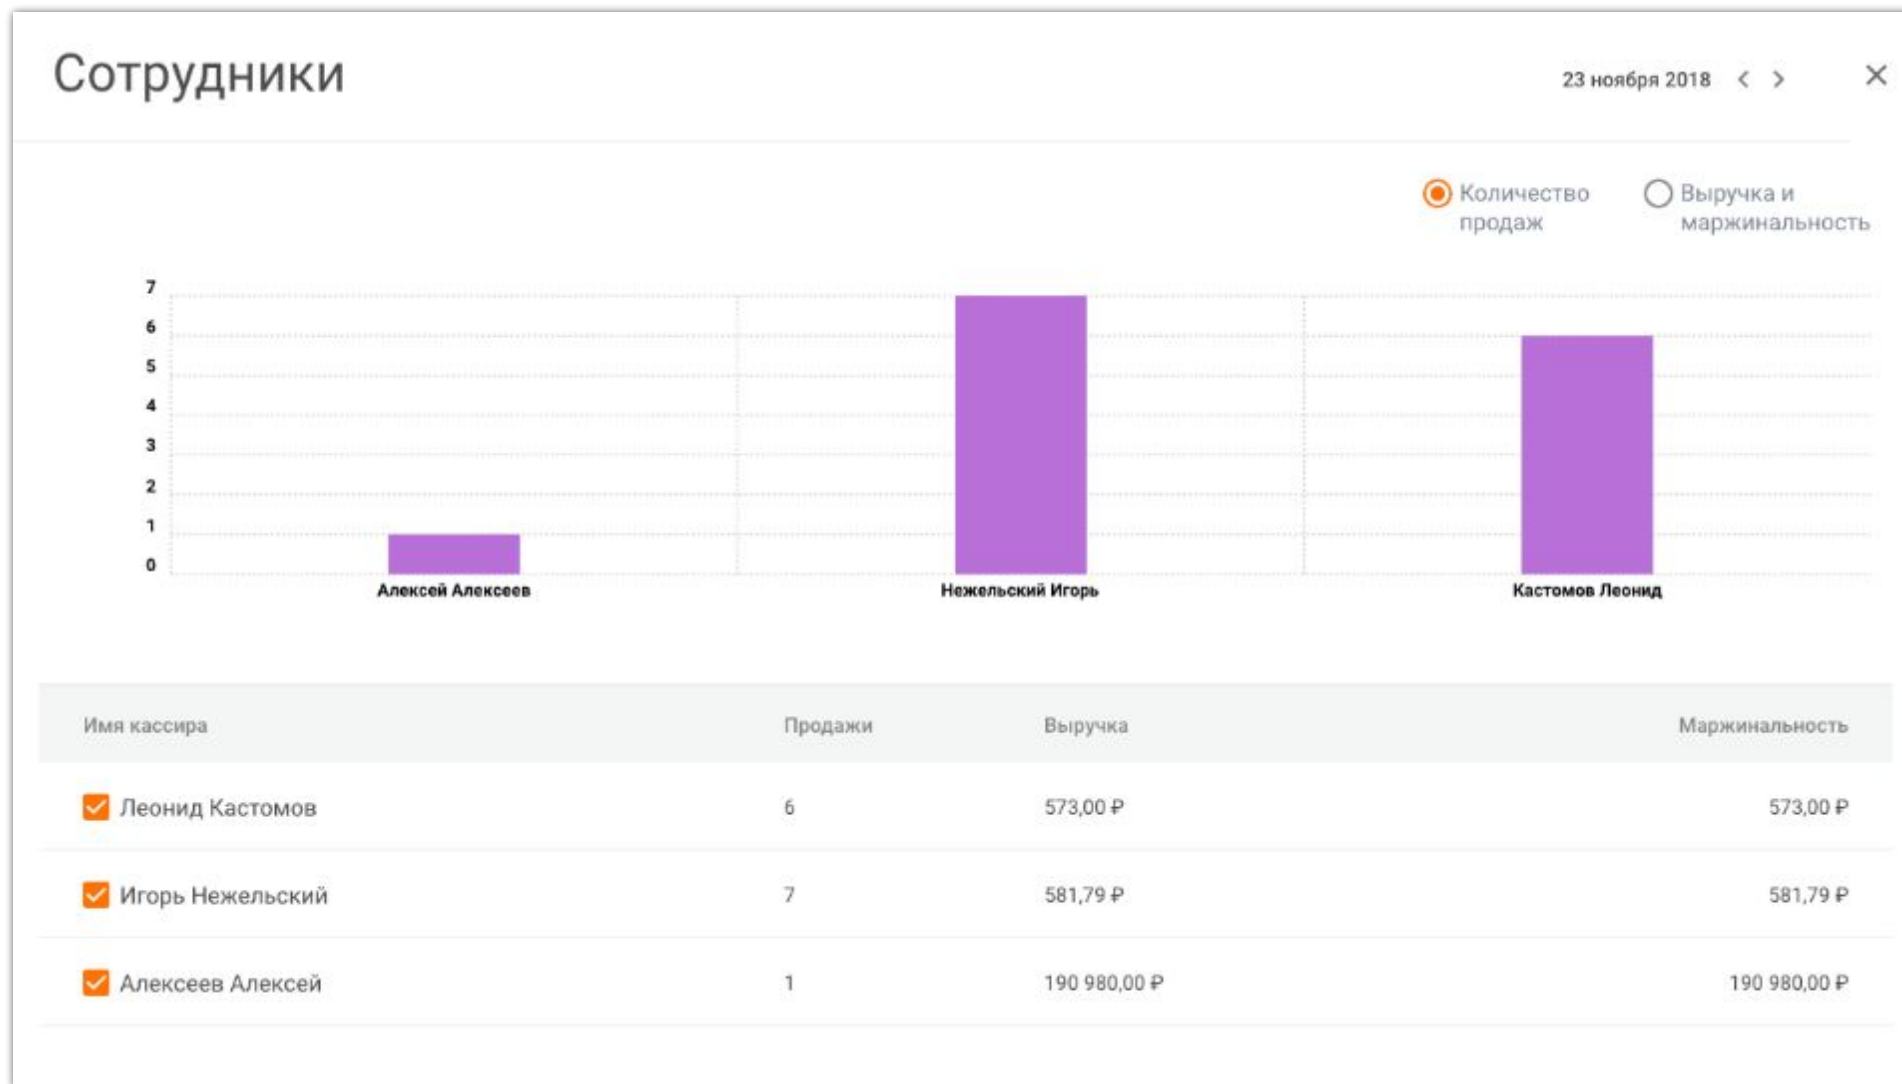 Сотрудники
23 ноября 2018
Количество
продаж
Выручка и
маржинальность
7
6
5
4
3
2
1
0
Алексей Алексеев
Нежельский Игорь
Кастомов Леонид
Имя кассира Продажи Выручка Маржинальность
Леонид Кастомов 6 573,00 ₽ 573,00 ₽
Игорь Нежельский 7 581,79 ₽ 581,79 ₽
Алексеев Алексей 1 190 980,00 ₽ 190 980,00 ₽